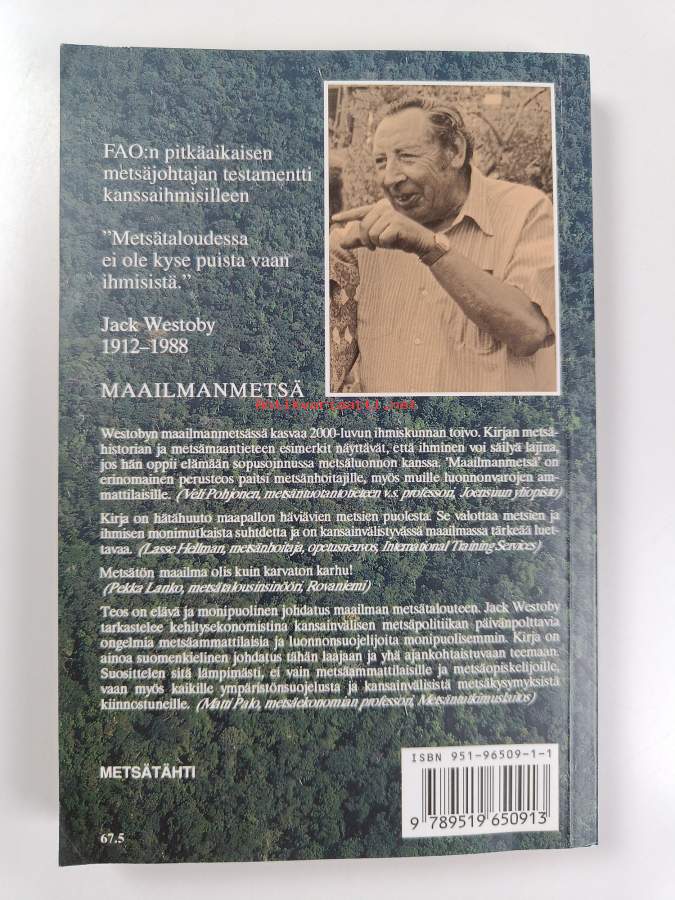 FAO:n pitkäaikaisen
metsäjohtajan testamentti
kanssaihmisilleen
”Metsätaloudessa
ei ole kyse puista vaan
ihmisistä.”
Jack Westoby
1912–1988
MAAILMANMETSÄ
Antikvariaatti.net
Westobyn maailmanmetsässä kasvaa 2000-luvun ihmiskunnan toivo. Kirjan metsä-
historian ja metsämaantieteen esimerkit näyttävät, että ihminen voi säilyä lajina,
jos hän oppii elämään sopusoinnussa metsäluonnon kanssa. 'Maailmanmetsä' on
erinomainen perusteos paitsi metsänhoitajille, myös muille luonnonvarojen am-
mattilaisille. (Veli Pohjonen, metsäntuotantotieteen v.s. professori, Joensuun yliopisto)
Kirja on hätähuuto maapallon häviävien metsien puolesta. Se valottaa metsien ja
ihmisen monimutkaista suhdetta ja on kansainvälistyvässä maailmassa tärkeää luet-
tavaa. (Lasse Hellman, metsänhoitaja, opetusneuvos, International Training Services)
Metsätön maailma olis kuin karvaton karhu!
(Pekka Lanko, metsätalousinsinööri, Rovaniemi)
Teos on elävä ja monipuolinen johdatus maailman metsätalouteen. Jack Westoby
tarkastelee kehitysekonomistina kansainvälisen metsäpolitiikan päivänpolttavia
ongelmia metsäammattilaisia ja luonnonsuojelijoita monipuolisemmin. Kirja on
ainoa suomenkielinen johdatus tähän laajaan ja yhä ajankohtaistuvaan teemaan.
Suosittelen sitä lämpimästi, ei vain metsäammattilaisille ja metsäopiskelijoille,
vaan myös kaikille ympäristönsuojelusta ja kansainvälisistä metsäkysymyksistä
kiinnostuneille. (Matti Palo, metsäekonomian professori, Metsäntutkimuslaitos)
ISBN 951-96509-1-1
9 789519 650913
METSÄTÄHTI
67.5